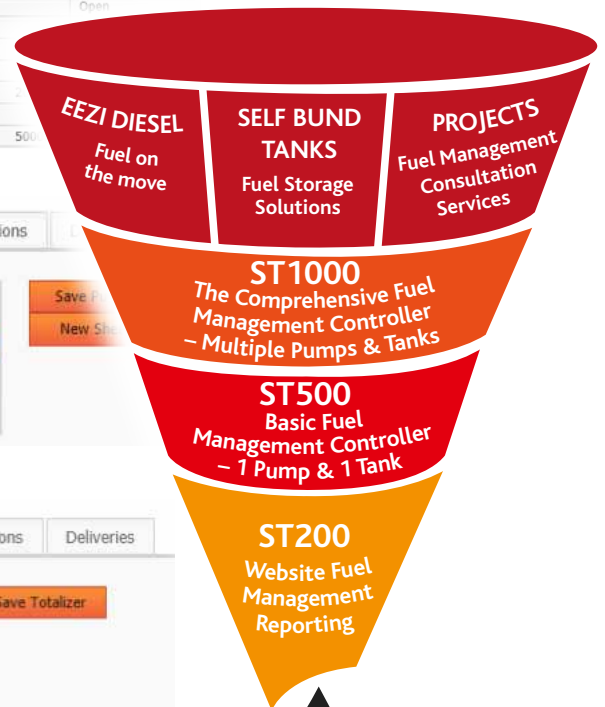 Open
EEZI DIESEL
Fuel on
the move
SELF BUND
TANKS
Fuel Storage
Solutions
PROJECTS
Fuel Management
Consultation
Services
500
ions
Save
New
ST1000
The Comprehensive Fuel
Management Controller
– Multiple Pumps & Tanks
ST500
Basic Fuel
Management Controller
– 1 Pump & 1 Tank
ons
Deliveries
Save Totalizer
ST200
Website Fuel
Management
Reporting